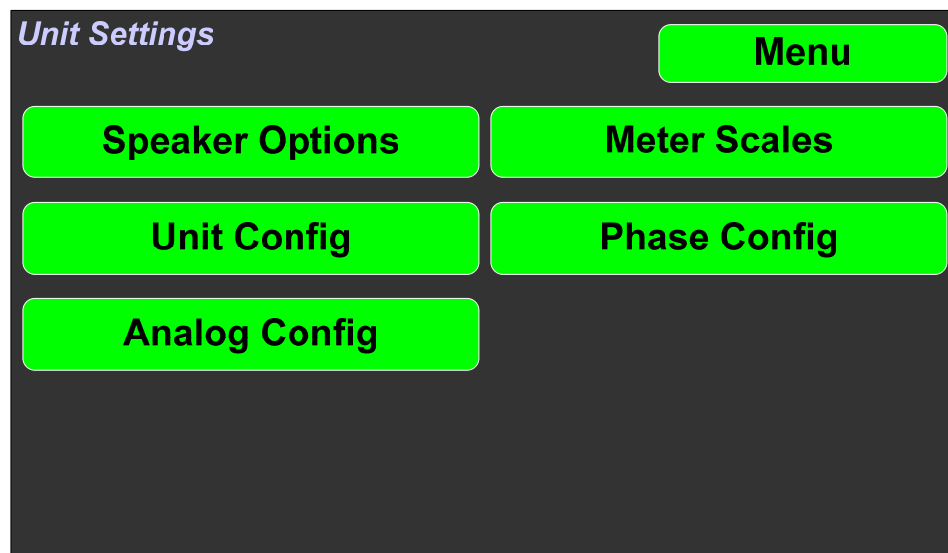 Unit Settings
Menu
Speaker Options
Meter Scales
Unit Config
Phase Config
Analog Config